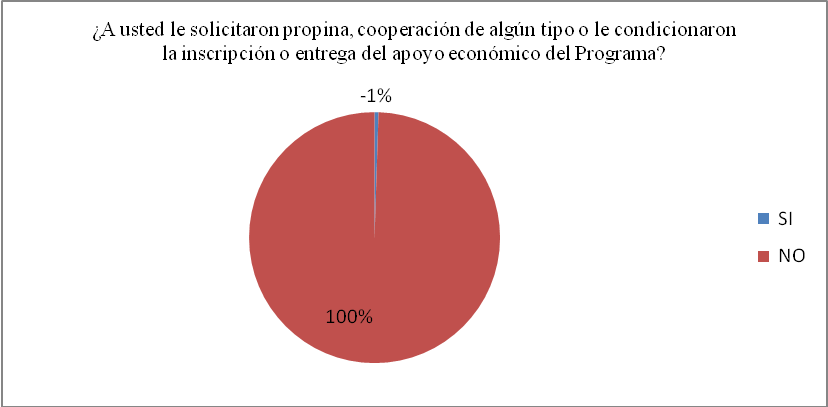 ¿A usted le solicitaron propina, cooperación de algún tipo o le condicionaron
la inscripción o entrega del apoyo económico del Programa?
-1%
SI
NO
100%